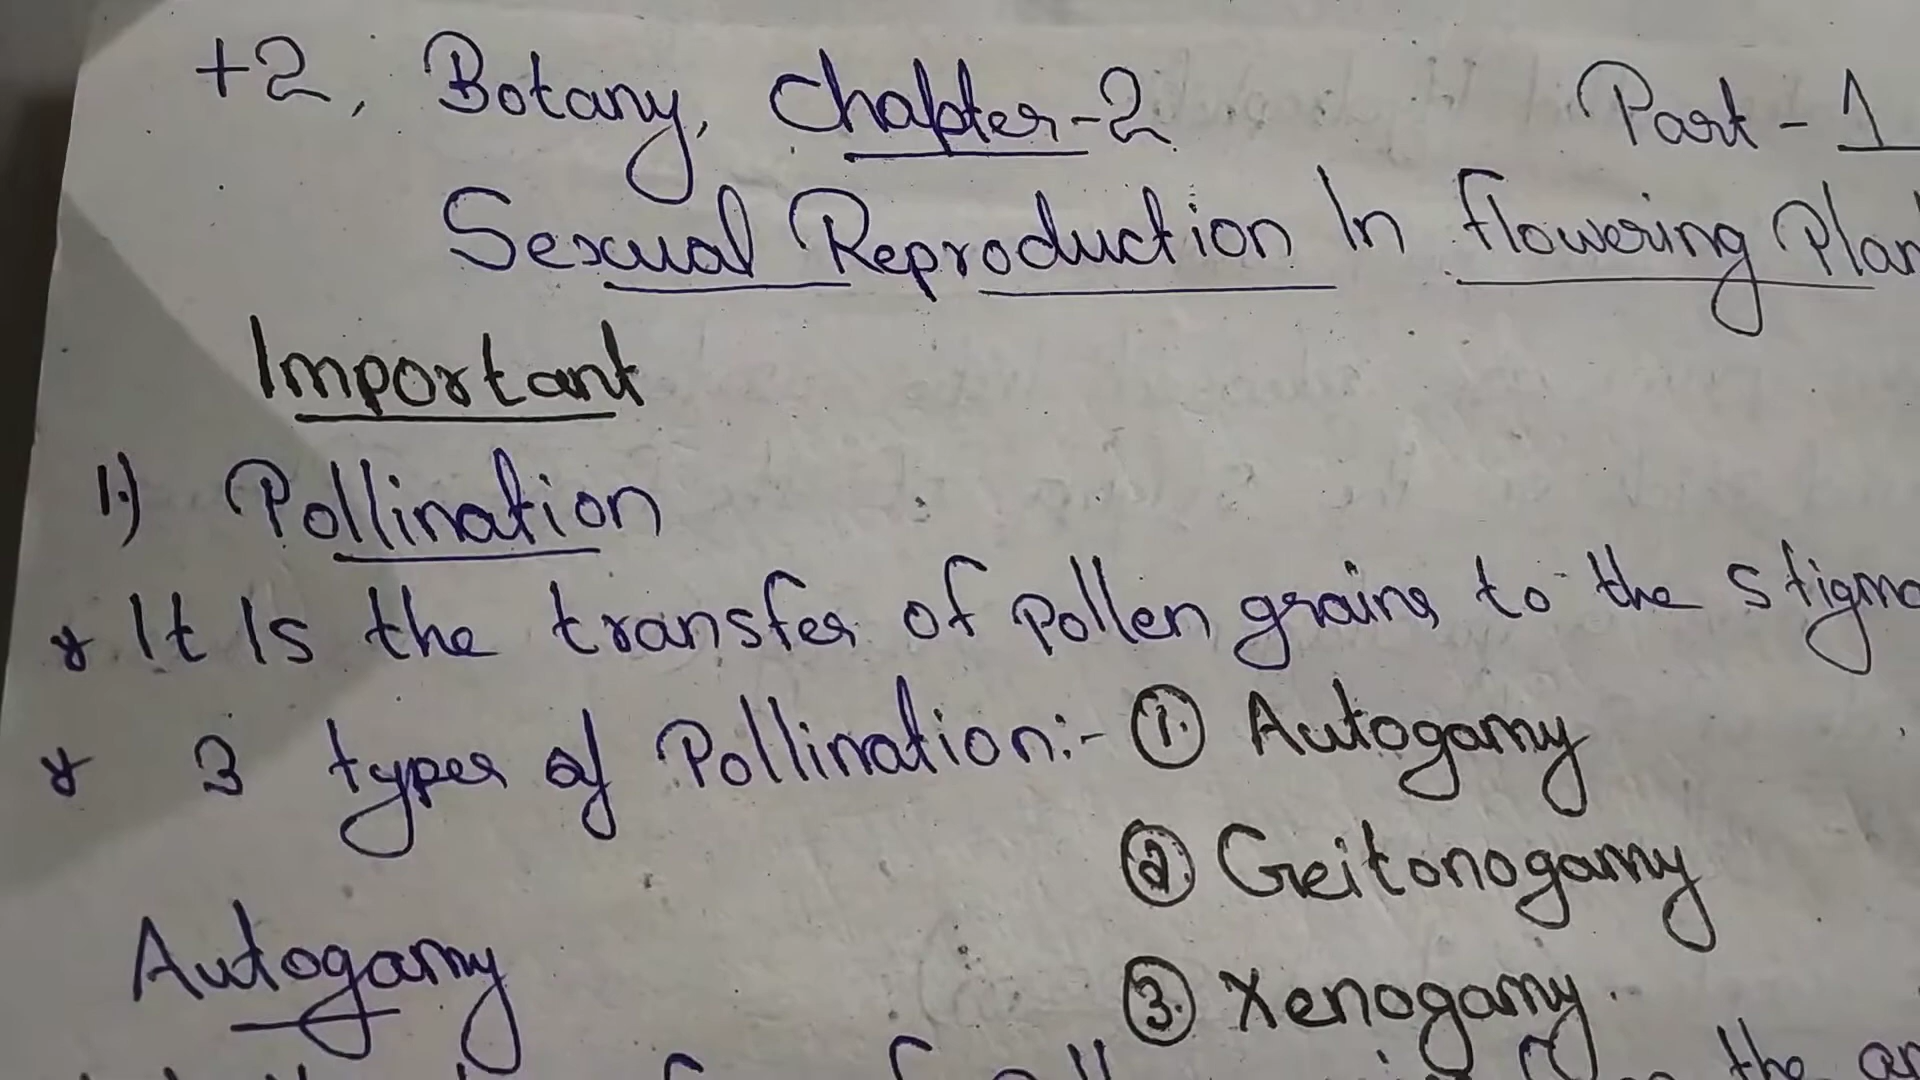 +2, Botany, Chapter-2 Part - 1
Sexual Reproduction In Flowering Plan
Important
1.) Pollination
* It Is the transfer of pollen grains to the stigma
* 3 types of Pollination:- ① Autogamy
② Geitonogamy
Autogamy
③ Xenogamy.
the